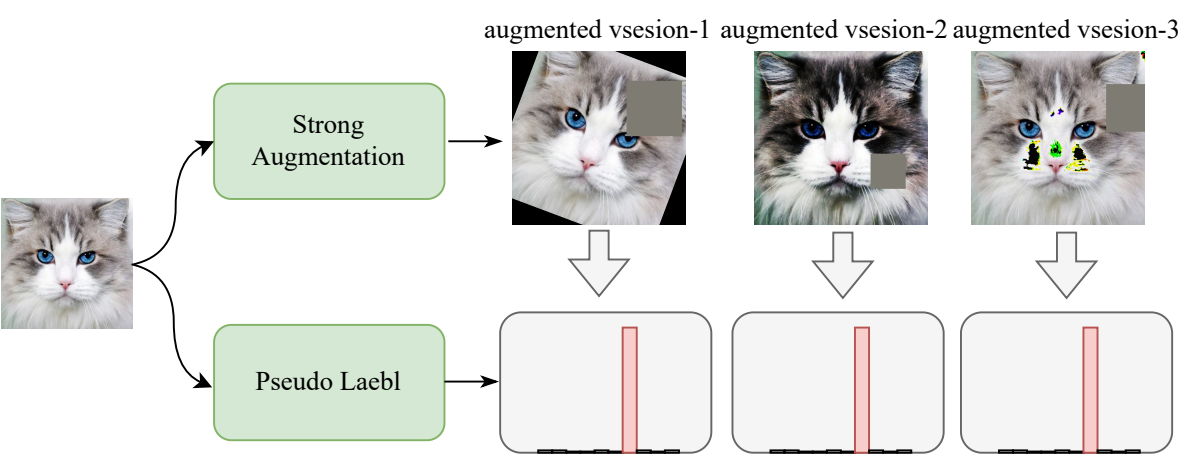 augmented vsesion-1 augmented vsesion-2 augmented vsesion-3
Strong
Augmentation
Pseudo Laebl